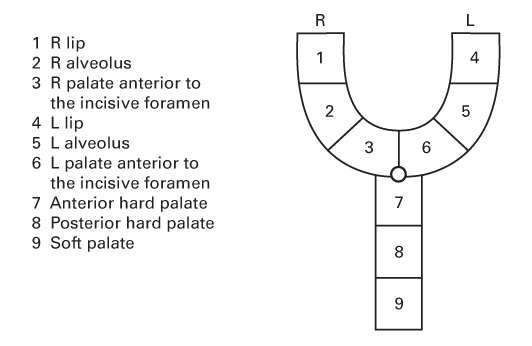 1 R lip
2 R alveolus
3 R palate anterior to
the incisive foramen
4 L lip
5 L alveolus
6 L palate anterior to
the incisive foramen
7 Anterior hard palate
8 Posterior hard palate
9 Soft palate
R L
1 4
2 5
3 6
7
8
9